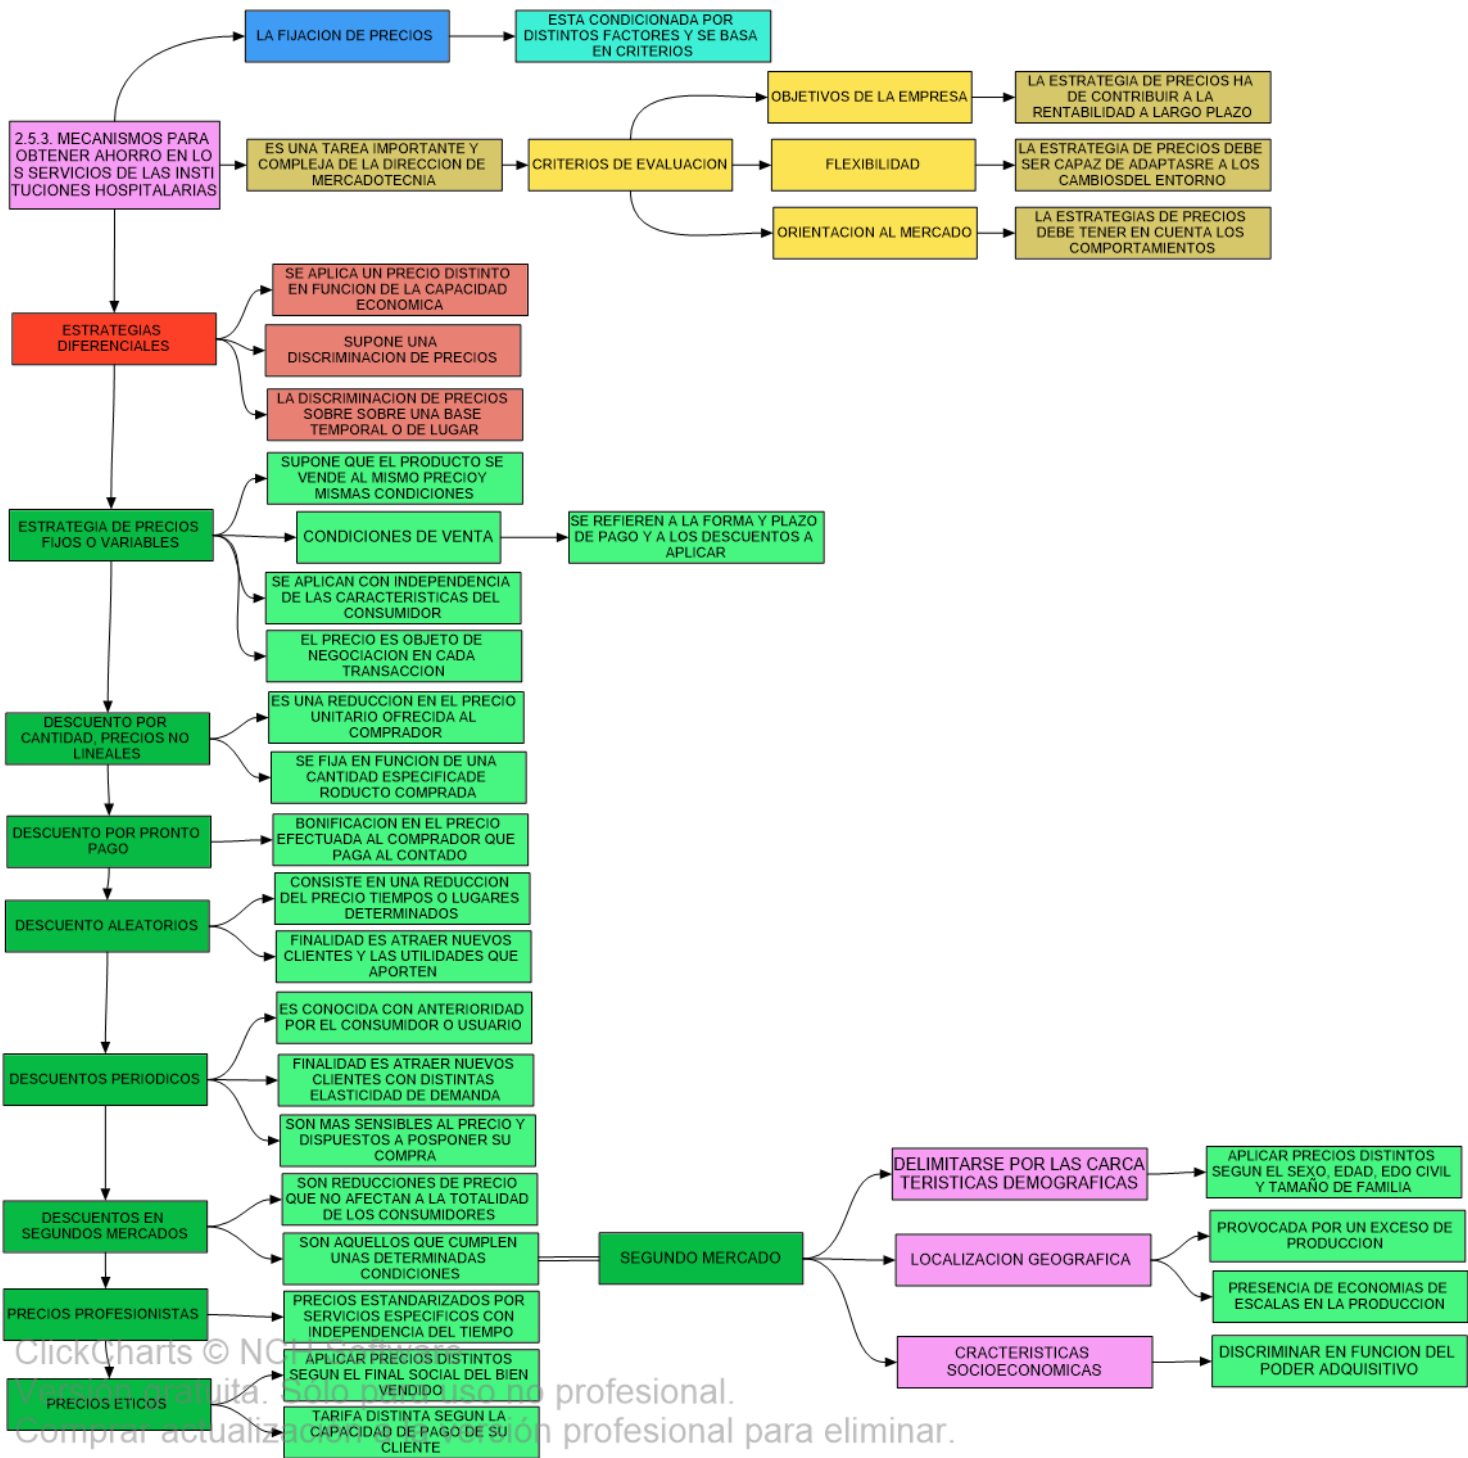 LA FIJACION DE PRECIOS
ESTA CONDICIONADA POR
DISTINTOS FACTORES Y SE BASA
EN CRITERIOS
2.5.3. MECANISMOS PARA
OBTENER AHORRO EN LO
S SERVICIOS DE LAS INSTI
TUCIONES HOSPITALARIAS
ES UNA TAREA IMPORTANTE Y
COMPLEJA DE LA DIRECCION DE
MERCADOTECNIA
CRITERIOS DE EVALUACION
OBJETIVOS DE LA EMPRESA
LA ESTRATEGIA DE PRECIOS HA
DE CONTRIBUIR A LA
RENTABILIDAD A LARGO PLAZO
FLEXIBILIDAD
LA ESTRATEGIA DE PRECIOS DEBE
SER CAPAZ DE ADAPTASRE A LOS
CAMBIOSDEL ENTORNO
ORIENTACION AL MERCADO
LA ESTRATEGIAS DE PRECIOS
DEBE TENER EN CUENTA LOS
COMPORTAMIENTOS
ESTRATEGIAS
DIFERENCIALES
SE APLICA UN PRECIO DISTINTO
EN FUNCION DE LA CAPACIDAD
ECONOMICA
SUPONE UNA
DISCRIMINACION DE PRECIOS
LA DISCRIMINACION DE PRECIOS
SOBRE SOBRE UNA BASE
TEMPORAL O DE LUGAR
ESTRATEGIA DE PRECIOS
FIJOS O VARIABLES
SUPONE QUE EL PRODUCTO SE
VENDE AL MISMO PRECIOY
MISMAS CONDICIONES
CONDICIONES DE VENTA
SE REFIEREN A LA FORMA Y PLAZO
DE PAGO Y A LOS DESCUENTOS A
APLICAR
SE APLICAN CON INDEPENDENCIA
DE LAS CARACTERISTICAS DEL
CONSUMIDOR
EL PRECIO ES OBJETO DE
NEGOCIACION EN CADA
TRANSACCION
DESCUENTO POR
CANTIDAD, PRECIOS NO
LINEALES
ES UNA REDUCCION EN EL PRECIO
UNITARIO OFRECIDA AL
COMPRADOR
SE FIJA EN FUNCION DE UNA
CANTIDAD ESPECIFICADE
RODUCTO COMPRADA
DESCUENTO POR PRONTO
PAGO
BONIFICACION EN EL PRECIO
EFECTUADA AL COMPRADOR QUE
PAGA AL CONTADO
DESCUENTO ALEATORIOS
CONSISTE EN UNA REDUCCION
DEL PRECIO TIEMPOS O LUGARES
DETERMINADOS
FINALIDAD ES ATRAER NUEVOS
CLIENTES Y LAS UTILIDADES QUE
APORTEN
DESCUENTOS PERIODICOS
ES CONOCIDA CON ANTERIORIDAD
POR EL CONSUMIDOR O USUARIO
FINALIDAD ES ATRAER NUEVOS
CLIENTES CON DISTINTAS
ELASTICIDAD DE DEMANDA
SON MAS SENSIBLES AL PRECIO Y
DISPUESTOS A POSPONER SU
COMPRA
DESCUENTOS EN
SEGUNDOS MERCADOS
SON REDUCCIONES DE PRECIO
QUE NO AFECTAN A LA TOTALIDAD
DE LOS CONSUMIDORES
SON AQUELLOS QUE CUMPLEN
UNAS DETERMINADAS
CONDICIONES
SEGUNDO MERCADO
DELIMITARSE POR LAS CARCA
TERISTICAS DEMOGRAFICAS
APLICAR PRECIOS DISTINTOS
SEGUN EL SEXO, EDAD, EDO CIVIL
Y TAMAÑO DE FAMILIA
LOCALIZACION GEOGRAFICA
PROVOCADA POR UN EXCESO DE
PRODUCCION
PRESENCIA DE ECONOMIAS DE
ESCALAS EN LA PRODUCCION
CRACTERISTICAS
SOCIOECONOMICAS
DISCRIMINAR EN FUNCION DEL
PODER ADQUISITIVO
PRECIOS PROFESIONISTAS
PRECIOS ESTANDARIZADOS POR
SERVICIOS ESPECIFICOS CON
INDEPENDENCIA DEL TIEMPO
PRECIOS ETICOS
APLICAR PRECIOS DISTINTOS
SEGUN EL FINAL SOCIAL DEL BIEN
VENDIDO
TARIFA DISTINTA SEGUN LA
CAPACIDAD DE PAGO DE SU
CLIENTE
ClickCharts © NCH Software
Versión gratuita. Sólo para uso no profesional.
Comprar actualización a la versión profesional para eliminar.